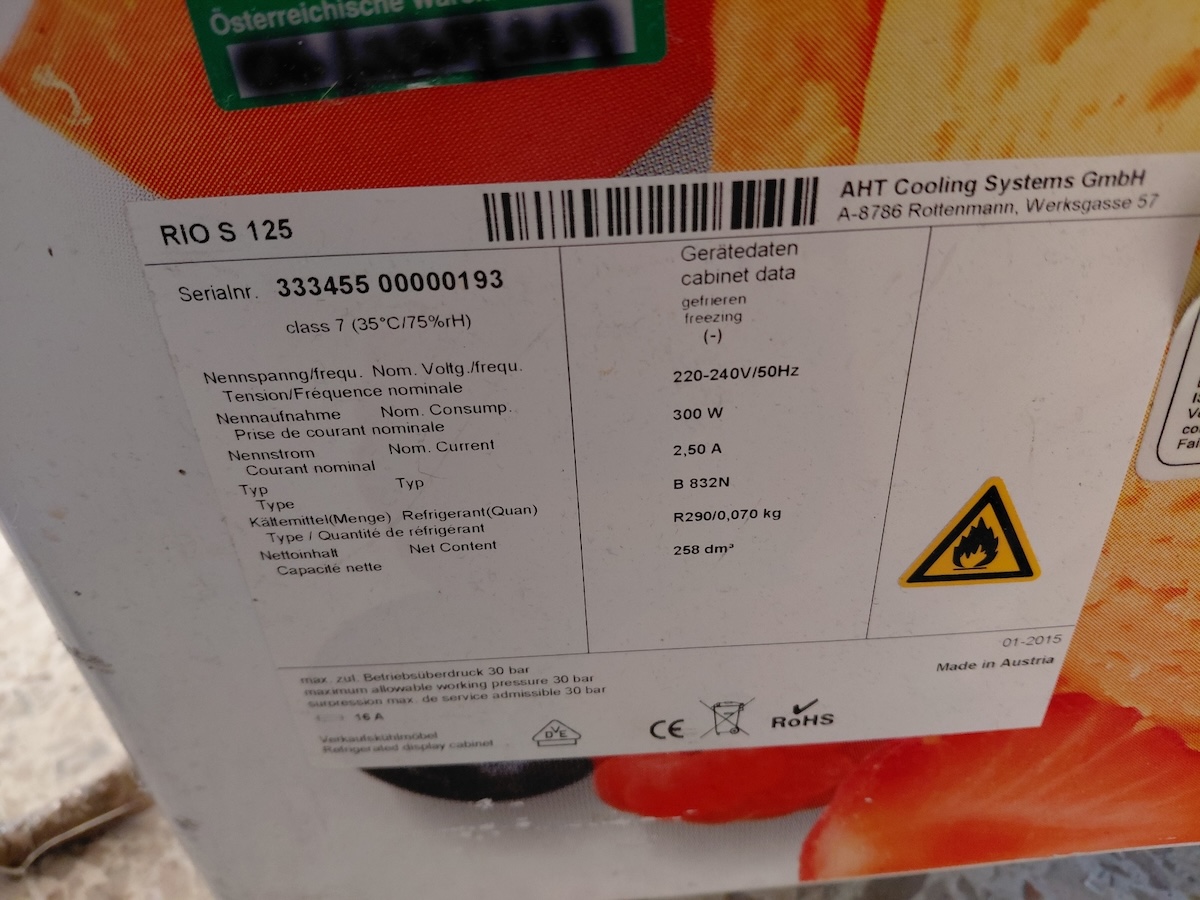 Österreichische
RIO S 125
AHT Cooling Systems GmbH
A-8786 Rottenmann, Werksgasse 57
Serialnr. 333455 00000193
class 7 (35°C/75%rH)
Gerätedaten
cabinet data
gefrieren
freezing
(-)
Nennspanng/frequ. Nom. Voltg./frequ.
Tension/Fréquence nominale
220-240V/50Hz
Nennaufnahme Nom. Consump.
Prise de courant nominale
300 W
Nennstrom Nom. Current
Courant nominal
2,50 A
Typ Typ
Type
B 832N
Kältemittel(Menge) Refrigerant(Quan)
Type / Quantité de réfrigérant
R290/0,070 kg
Nettoinhalt Net Content
Capacité nette
258 dm³
01-2015
Made in Austria
max. zul. Betriebsüberdruck 30 bar
maximum allowable working pressure 30 bar
surpression max. de service admissible 30 bar
16 A
Verkaufskühlmöbel
Refrigerated display cabinet
DVE
CE
RoHS